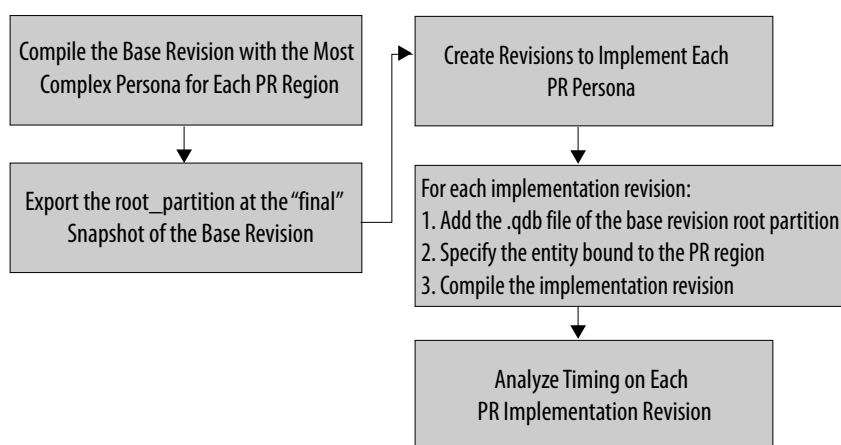 Compile the Base Revision with the Most
Complex Persona for Each PR Region
Export the root_partition at the “final”
Snapshot of the Base Revision
Create Revisions to Implement Each
PR Persona
For each implementation revision:
1. Add the .qdb file of the base revision root partition
2. Specify the entity bound to the PR region
3. Compile the implementation revision
Analyze Timing on Each
PR Implementation Revision